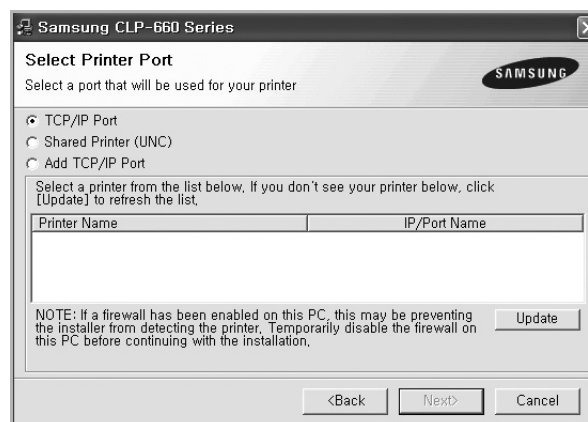 Samsung CLP-660 Series
Select Printer Port
Select a port that will be used for your printer
SAMSUNG
TCP/IP Port
Shared Printer (UNC)
Add TCP/IP Port
Select a printer from the list below, If you don't see your printer below, click
[Update] to refresh the list,
Printer Name IP/Port Name
NOTE: If a firewall has been enabled on this PC, this may be preventing
the installer from detecting the printer, Temporarily disable the firewall on
this PC before continuing with the installation,
Update
<Back Next> Cancel